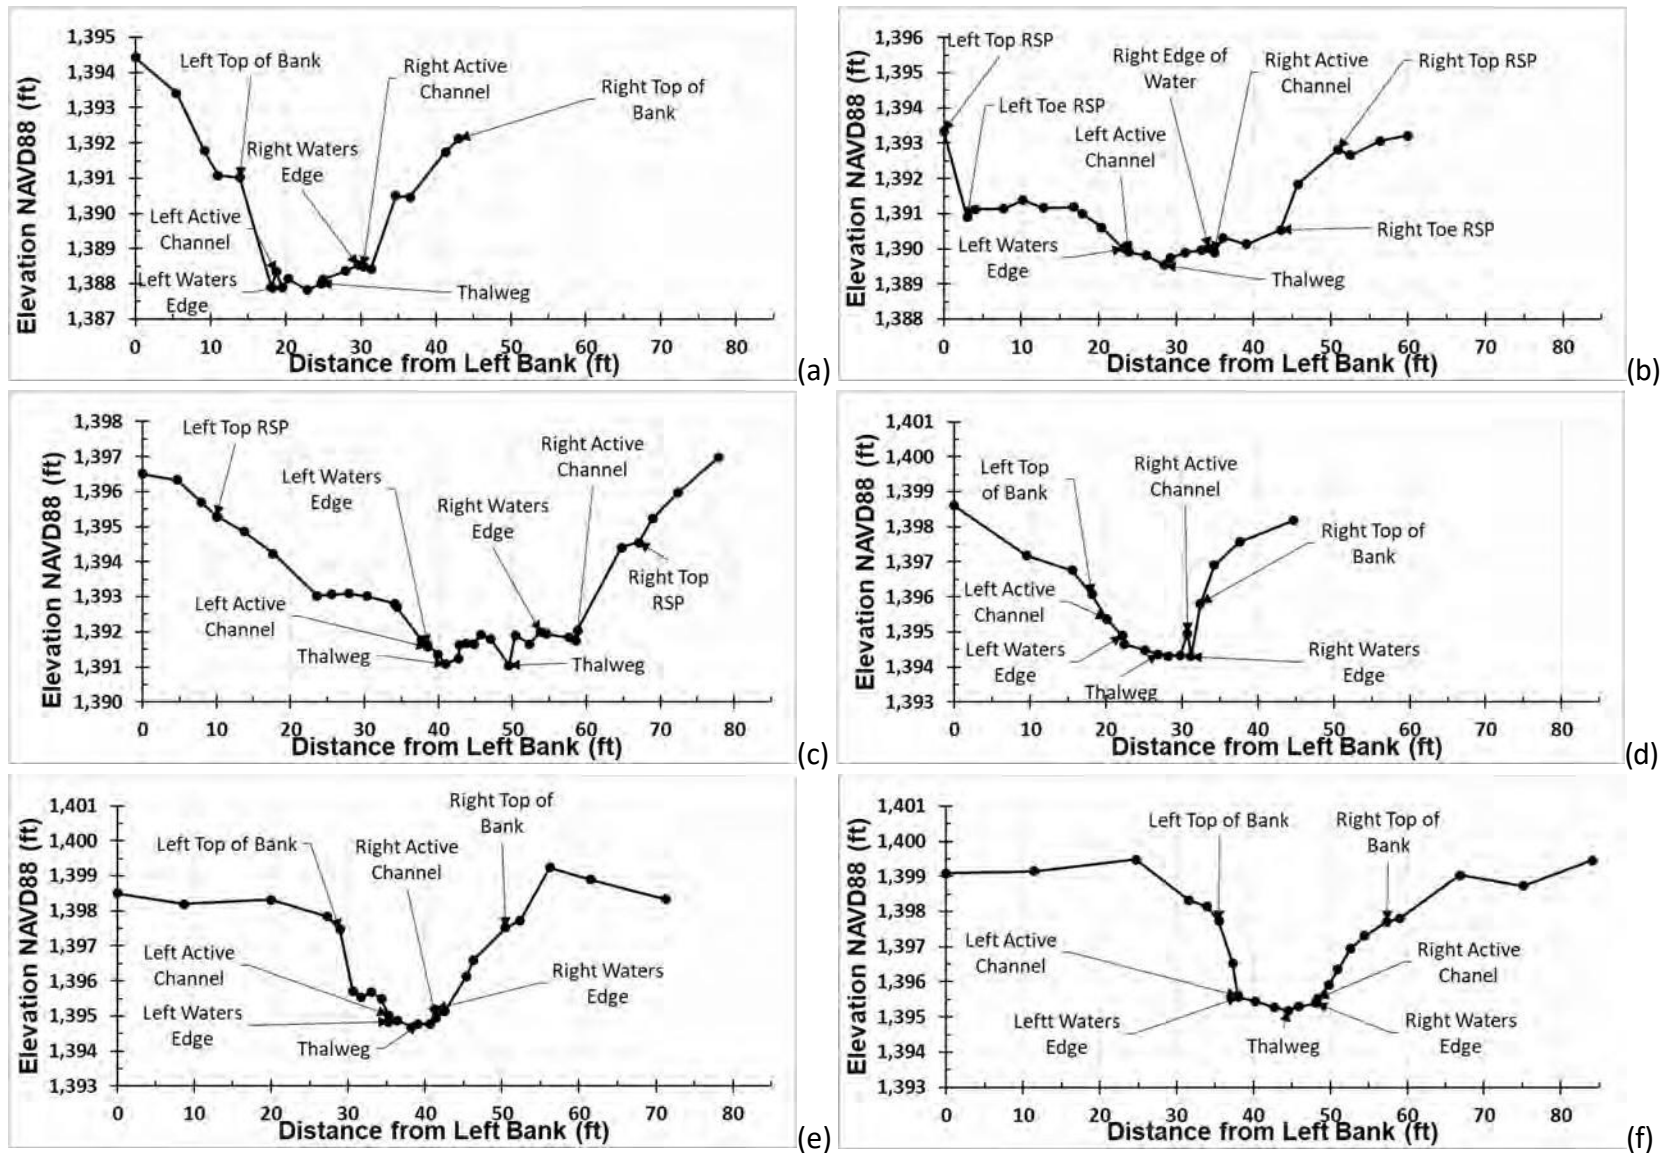 1,395
1,394
1,393
1,392
1,391
1,390
1,389
1,388
1,387
Elevation NAVD88 (ft)
Left Top of Bank
Right Active
Channel
Right Top of
Bank
Right Waters
Edge
Left Active
Channel
Left Waters
Edge
Thalweg
0 10 20 30 40 50 60 70 80
Distance from Left Bank (ft)
(a)
1,396
1,395
1,394
1,393
1,392
1,391
1,390
1,389
1,388
Elevation NAVD88 (ft)
Left Top RSP
Right Edge of
Water
Right Active
Channel
Right Top RSP
Left Toe RSP
Left Active
Channel
Right Toe RSP
Left Waters
Edge
Thalweg
0 10 20 30 40 50 60 70 80
Distance from Left Bank (ft)
(b)
1,398
1,397
1,396
1,395
1,394
1,393
1,392
1,391
1,390
Elevation NAVD88 (ft)
Left Top RSP
Right Active
Channel
Left Waters
Edge
Right Waters
Edge
Right Top
RSP
Left Active
Channel
Thalweg
Thalweg
0 10 20 30 40 50 60 70 80
Distance from Left Bank (ft)
(c)
1,401
1,400
1,399
1,398
1,397
1,396
1,395
1,394
1,393
Elevation NAVD88 (ft)
Left Top
of Bank
Right Active
Channel
Right Top of
Bank
Left Active
Channel
Left Waters
Edge
Right Waters
Edge
Thalweg
0 10 20 30 40 50 60 70 80
Distance from Left Bank (ft)
(d)
1,401
1,400
1,399
1,398
1,397
1,396
1,395
1,394
1,393
Elevation NAVD88 (ft)
Right Top of
Bank
Left Top of Bank
Right Active
Channel
Left Active
Channel
Right Waters
Edge
Left Waters
Edge
Thalweg
0 10 20 30 40 50 60 70 80
Distance from Left Bank (ft)
(e)
1,401
1,400
1,399
1,398
1,397
1,396
1,395
1,394
1,393
Elevation NAVD88 (ft)
Left Top of Bank
Right Top of
Bank
Left Active
Channel
Right Active
Chanel
Leftt Waters
Edge
Thalweg
Right Waters
Edge
0 10 20 30 40 50 60 70 80
Distance from Left Bank (ft)
(f)